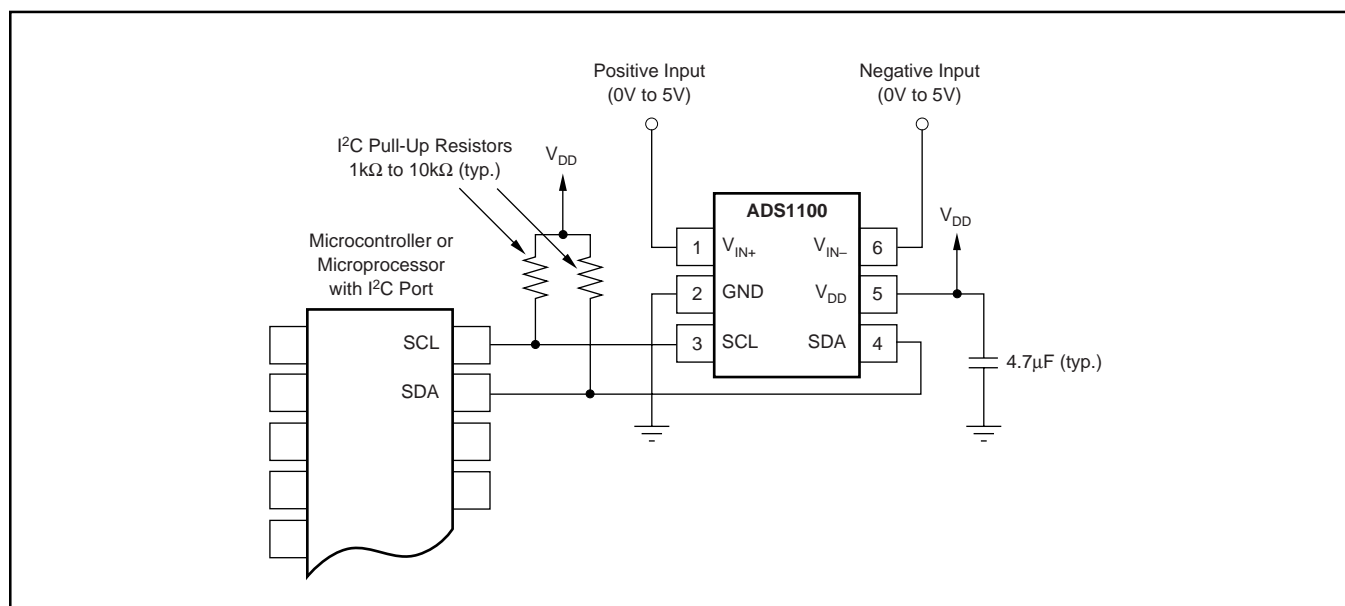 Positive Input
(0V to 5V)
Negative Input
(0V to 5V)
I²C Pull-Up Resistors
1kΩ to 10kΩ (typ.)
V_DD
Microcontroller or
Microprocessor
with I²C Port
SCL
SDA
ADS1100
1 V_IN+ V_IN– 6
2 GND V_DD 5
3 SCL SDA 4
V_DD
4.7μF (typ.)